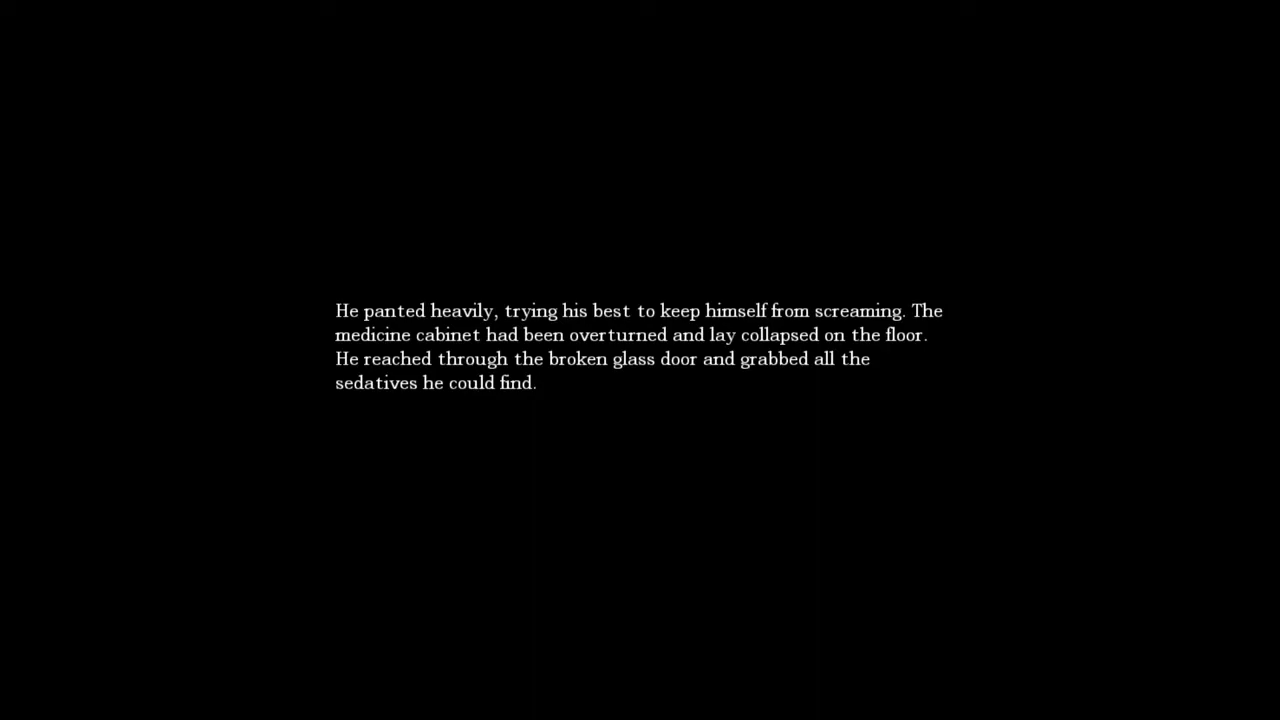 He panted heavily, trying his best to keep himself from screaming. The
medicine cabinet had been overturned and lay collapsed on the floor.
He reached through the broken glass door and grabbed all the
sedatives he could find.